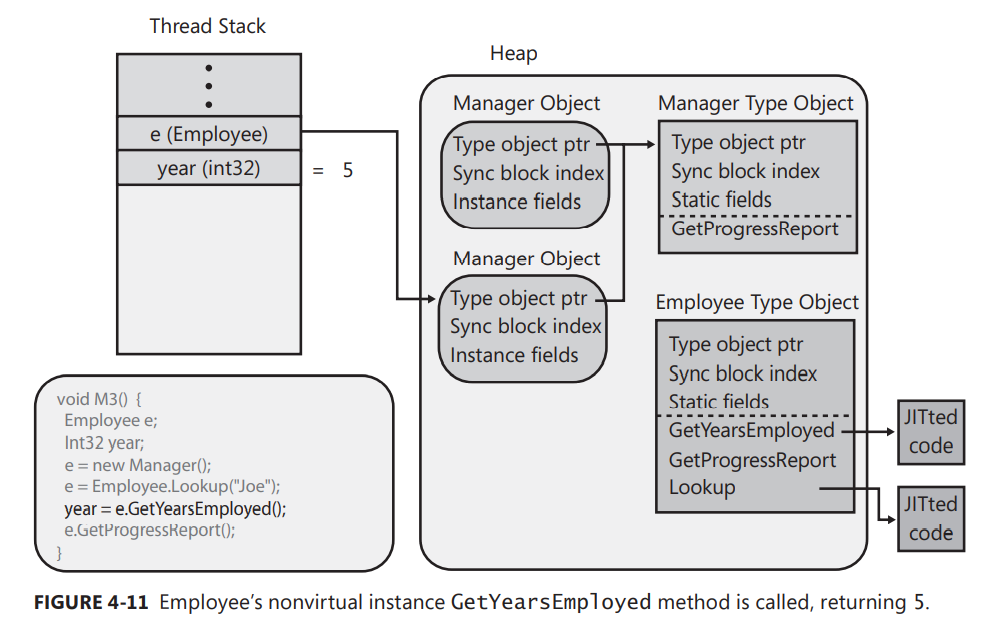 Thread Stack
e (Employee)
year (int32)
= 5
Heap
Manager Object
Type object ptr
Sync block index
Instance fields
Manager Object
Type object ptr
Sync block index
Instance fields
Manager Type Object
Type object ptr
Sync block index
Static fields
GetProgressReport
Employee Type Object
Type object ptr
Sync block index
Static fields
GetYearsEmployed
GetProgressReport
Lookup
JITted
code
JITted
code
void M3() {
Employee e;
Int32 year;
e = new Manager();
e = Employee.Lookup("Joe");
year = e.GetYearsEmployed();
e.GetProgressReport();
}
FIGURE 4-11 Employee's nonvirtual instance GetYearsEmployed method is called, returning 5.